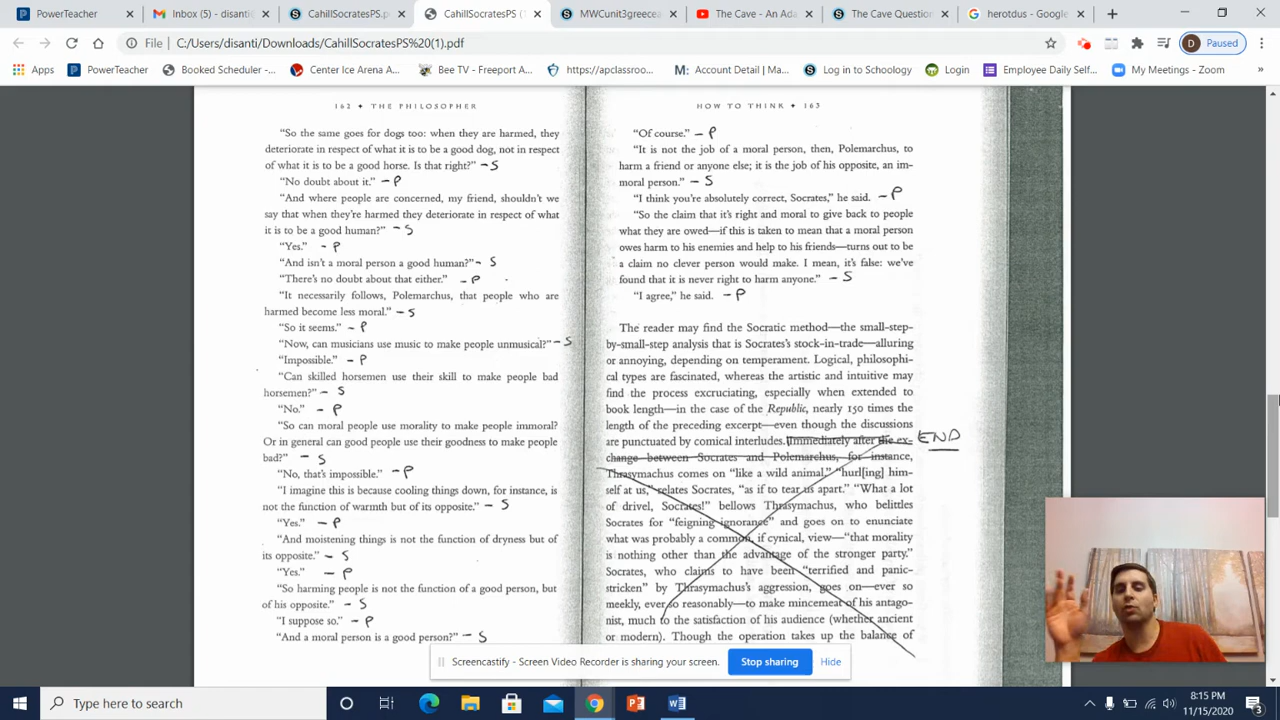 PowerTeacher
Inbox (5) - disanti@
CahillSocratesPS.p
CahillSocratesPS (1
MWCunit3greecea
The Cave - An Ada
The Cave Question
herotdus - Google
File
C:/Users/disanti/Downloads/CahillSocratesPS%20(1).pdf
D Paused
Apps
PowerTeacher
Booked Scheduler -...
Center Ice Arena A...
Bee TV - Freeport A...
https://apclassroo...
M: Account Detail | Ma...
Log in to Schoology
Login
Employee Daily Self...
My Meetings - Zoom
»
162 • THE PHILOSOPHER
“So the same goes for dogs too: when they are harmed, they
deteriorate in respect of what it is to be a good dog, not in respect
of what it is to be a good horse. Is that right?” - S
“No doubt about it.” - P
“And where people are concerned, my friend, shouldn’t we
say that when they’re harmed they deteriorate in respect of what
it is to be a good human?” - S
“Yes.” - P
“And isn’t a moral person a good human?” - S
“There’s no doubt about that either.” - P
“It necessarily follows, Polemarchus, that people who are
harmed become less moral.” - S
“So it seems.” - P
“Now, can musicians use music to make people unmusical?” - S
“Impossible.” - P
“Can skilled horsemen use their skill to make people bad
horsemen?” - S
“No.” - P
“So can moral people use morality to make people immoral?
Or in general can good people use their goodness to make people
bad?” - S
“No, that’s impossible.” - P
“I imagine this is because cooling things down, for instance, is
not the function of warmth but of its opposite.” - S
“Yes.” - P
“And moistening things is not the function of dryness but of
its opposite.” - S
“Yes.” - P
“So harming people is not the function of a good person, but
of his opposite.” - S
“I suppose so.” - P
“And a moral person is a good person?” - S
HOW TO THINK • 163
“Of course.” - P
“It is not the job of a moral person, then, Polemarchus, to
harm a friend or anyone else; it is the job of his opposite, an im-
moral person.” - S
“I think you’re absolutely correct, Socrates,” he said. - P
“So the claim that it’s right and moral to give back to people
what they are owed—if this is taken to mean that a moral person
owes harm to his enemies and help to his friends—turns out to be
a claim no clever person would make. I mean, it’s false: we’ve
found that it is never right to harm anyone.” - S
“I agree,” he said. - P
The reader may find the Socratic method—the small-step-
by-small-step analysis that is Socrates’s stock-in-trade—alluring
or annoying, depending on temperament. Logical, philosophi-
cal types are fascinated, whereas the artistic and intuitive may
find the process excruciating, especially when extended to
book length—in the case of the Republic, nearly 150 times the
length of the preceding excerpt—even though the discussions
are punctuated by comical interludes. Immediately after the ex- END
change between Socrates and Polemarchus, for instance,
Thrasymachus comes on “like a wild animal,” “hurl[ing] him-
self at us,” relates Socrates, “as if to tear us apart.” “What a lot
of drivel, Socrates!” bellows Thrasymachus, who belittles
Socrates for “feigning ignorance” and goes on to enunciate
what was probably a common, if cynical, view—“that morality
is nothing other than the advantage of the stronger party.”
Socrates, who claims to have been “terrified and panic-
stricken” by Thrasymachus’s aggression, goes on—ever so
meekly, ever so reasonably—to make mincemeat of his antago-
nist, much to the satisfaction of his audience (whether ancient
or modern). Though the operation takes up the balance of
Screencastify - Screen Video Recorder is sharing your screen.
Stop sharing
Hide
Type here to search
8:15 PM
11/15/2020
3